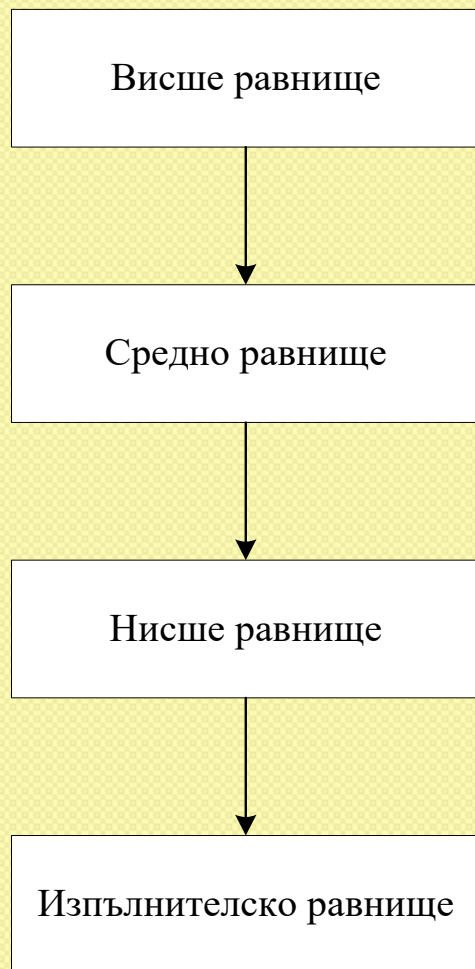 Висше равнище
Средно равнище
Нисше равнище
Изпълнителско равнище